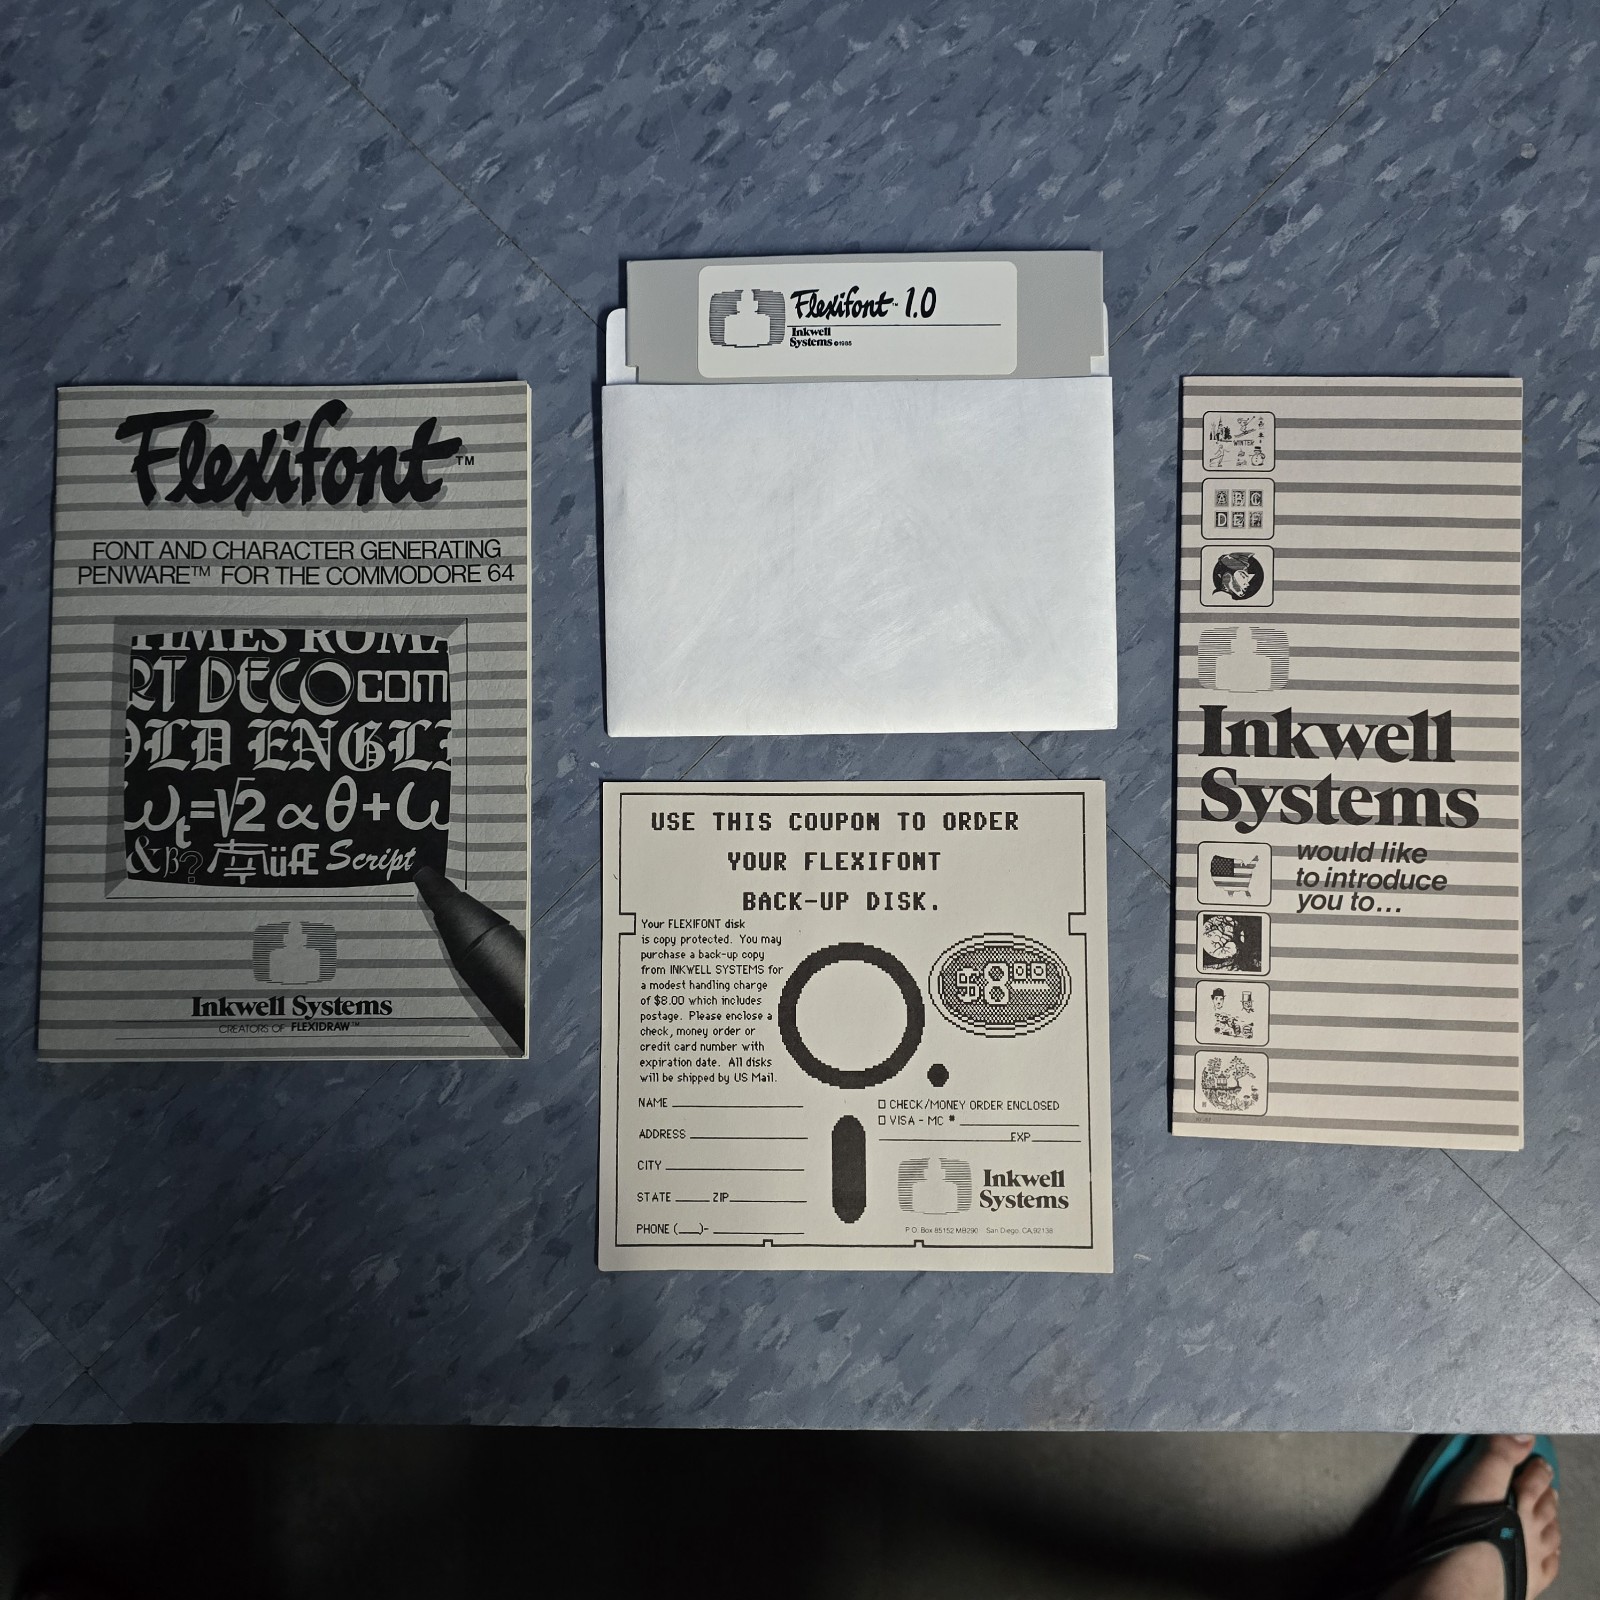 Flexifont™
FONT AND CHARACTER GENERATING
PENWARE™ FOR THE COMMODORE 64
TIMES ROMA
RT DECO COM
OLD ENGLI
ωt=√2 ∝ θ+ω
&β? üÆ Script
Inkwell Systems
CREATORS OF FLEXIDRAW™
Flexifont™ 1.0
Inkwell
Systems ©1985
USE THIS COUPON TO ORDER
YOUR FLEXIFONT
BACK-UP DISK.
Your FLEXIFONT disk
is copy protected. You may
purchase a back-up copy
from INKWELL SYSTEMS for
a modest handling charge
of $8.00 which includes
postage. Please enclose a
check, money order or
credit card number with
expiration date. All disks
will be shipped by US Mail.
$8.00
NAME
ADDRESS
CITY
STATE ZIP
PHONE ( )-
CHECK/MONEY ORDER ENCLOSED
VISA - MC #
EXP
Inkwell
Systems
P.O. Box 85152 MB290 San Diego, CA 92138
WINTER
A B C
D E F
Inkwell
Systems
would like
to introduce
you to...